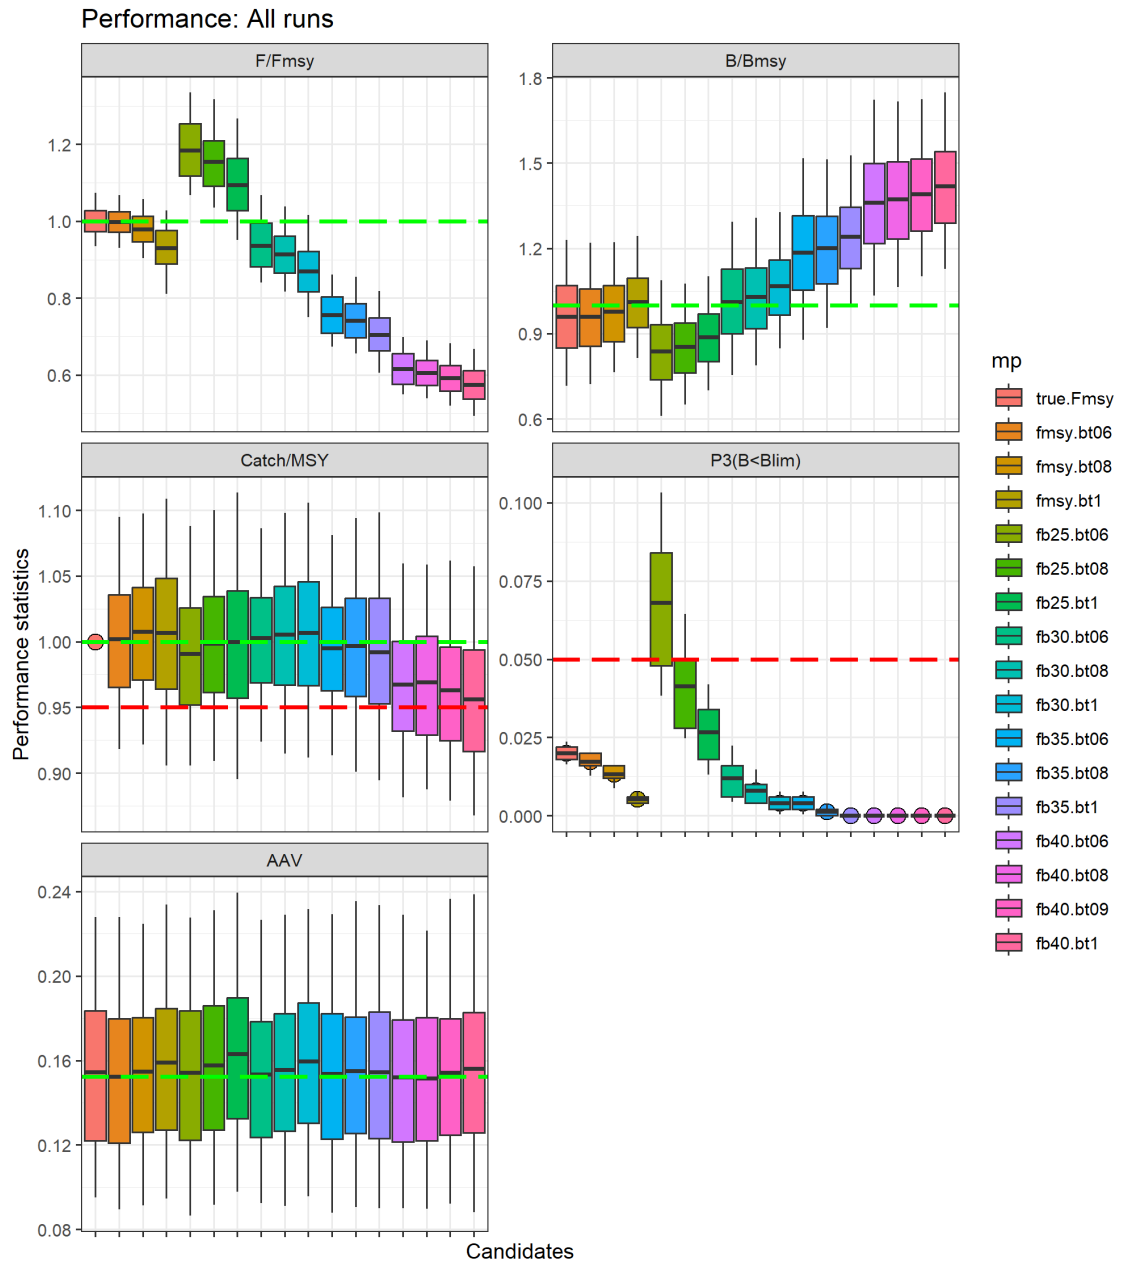 Performance: All runs
F/Fmsy
1.2
1.0
0.8
0.6
B/Bmsy
1.8
1.5
1.2
0.9
0.6
Catch/MSY
1.10
1.05
1.00
0.95
0.90
P3(B<Blim)
0.100
0.075
0.050
0.025
0.000
AAV
0.24
0.20
0.16
0.12
0.08
Performance statistics
Candidates
mp
true.Fmsy
fmsy.bt06
fmsy.bt08
fmsy.bt1
fb25.bt06
fb25.bt08
fb25.bt1
fb30.bt06
fb30.bt08
fb30.bt1
fb35.bt06
fb35.bt08
fb35.bt1
fb40.bt06
fb40.bt08
fb40.bt09
fb40.bt1